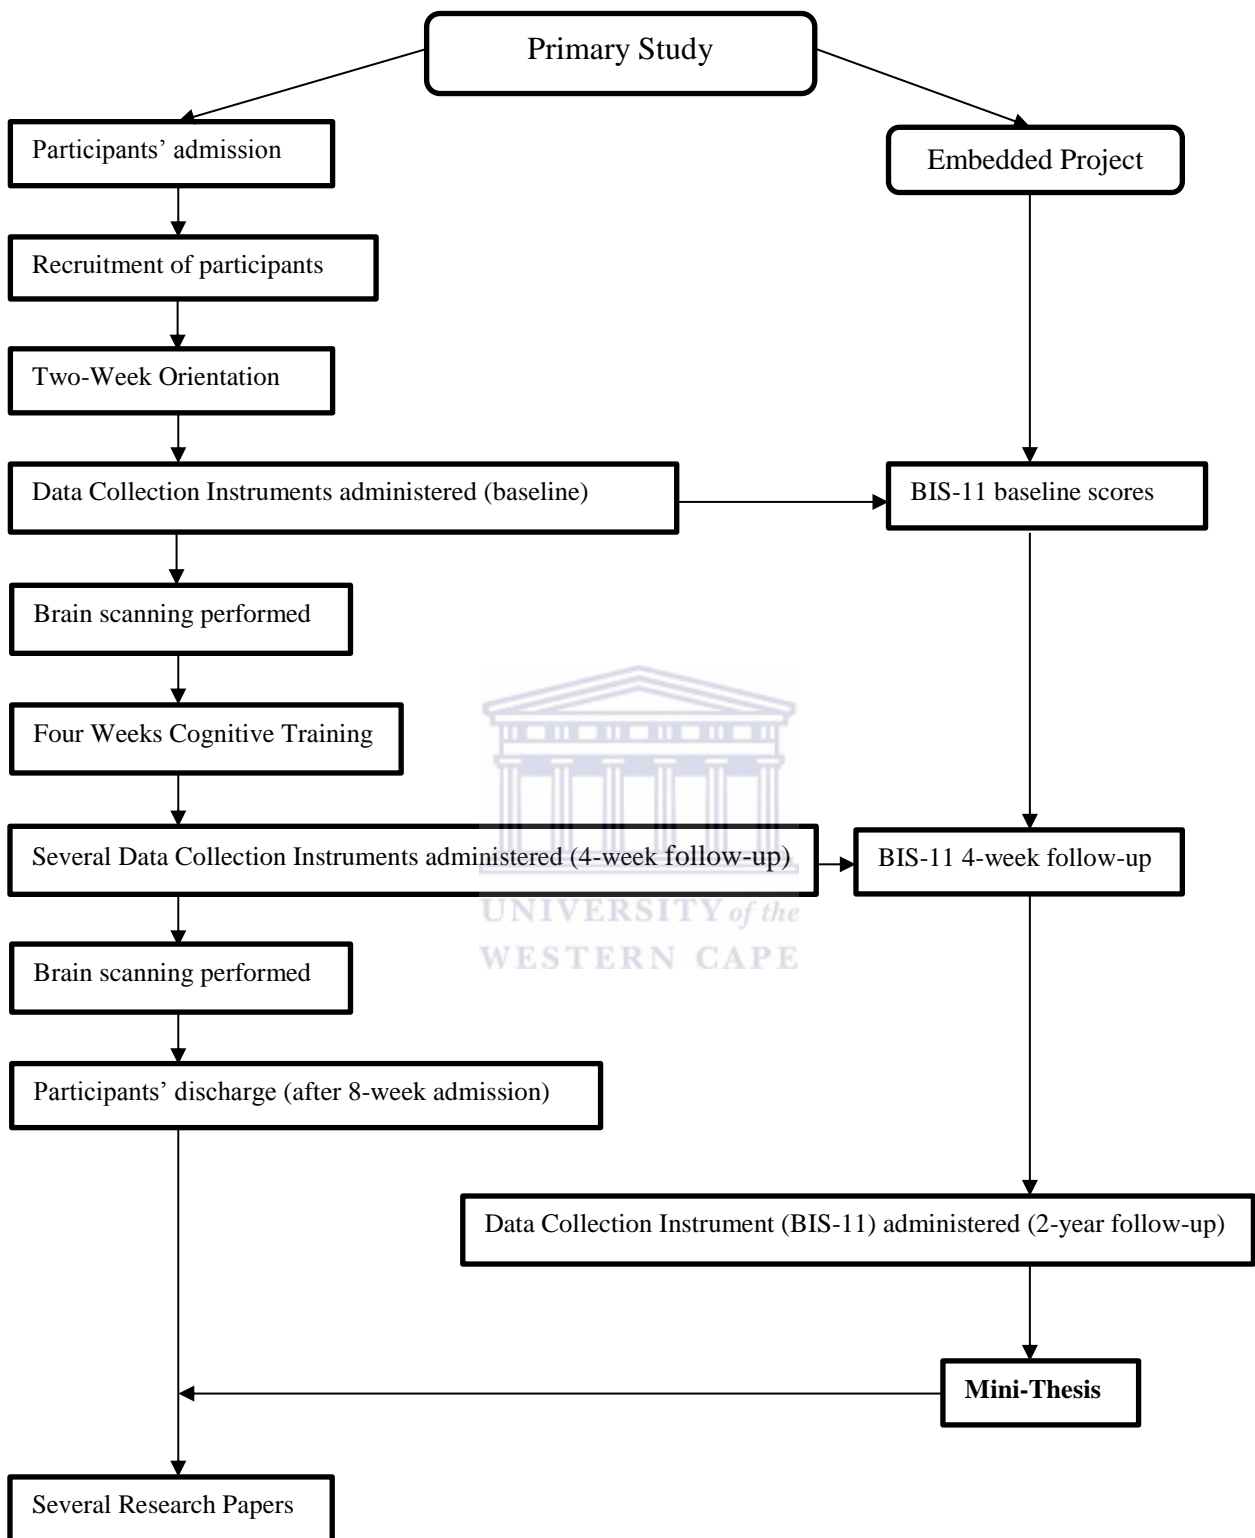 Primary Study
Participants’ admission
Embedded Project
Recruitment of participants
Two-Week Orientation
Data Collection Instruments administered (baseline)
BIS-11 baseline scores
Brain scanning performed
Four Weeks Cognitive Training
Several Data Collection Instruments administered (4-week follow-up)
BIS-11 4-week follow-up
UNIVERSITY of the
WESTERN CAPE
Brain scanning performed
Participants’ discharge (after 8-week admission)
Data Collection Instrument (BIS-11) administered (2-year follow-up)
Mini-Thesis
Several Research Papers